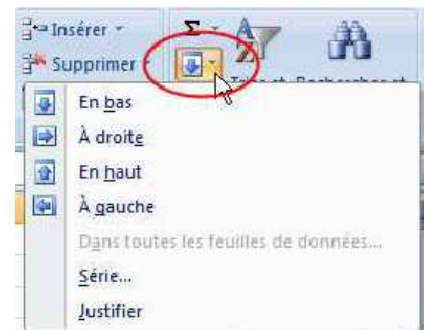 Insérer Σ
Supprimer
En bas
À droite
En haut
À gauche
Dans toutes les feuilles de données...
Série...
Justifier